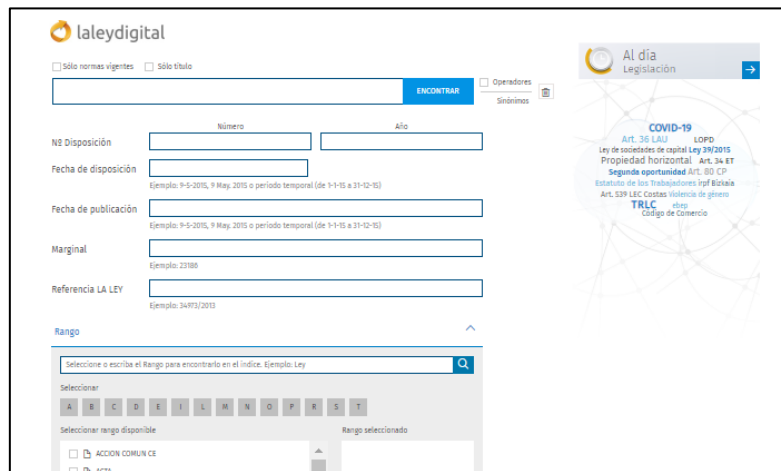 laleydigital
Sólo normas vigentes Sólo título
ENCONTRAR
Operadores
Sinónimos
Número Año
Nº Disposición
Fecha de disposición
Ejemplo: 9-5-2015, 9 May. 2015 o periodo temporal (de 1-1-15 a 31-12-15)
Fecha de publicación
Ejemplo: 9-5-2015, 9 May. 2015 o periodo temporal (de 1-1-15 a 31-12-15)
Marginal
Ejemplo: 23186
Referencia LA LEY
Ejemplo: 34973/2013
Rango
Seleccione o escriba el Rango para encontrarlo en el índice. Ejemplo: Ley
Seleccionar
A B C D E I L M N O P R S T
Seleccionar rango disponible Rango seleccionado
ACCION COMUN CE
ACTA
Al día
Legislación
COVID-19
Art. 36 LAU LOPD
Ley de sociedades de capital Ley 39/2015
Propiedad horizontal Art. 34 ET
Segunda oportunidad Art. 80 CP
Estatuto de los Trabajadores irpf Bizkaia
Art. 539 LEC Costas Violencia de género
TRLC ebep
Código de Comercio